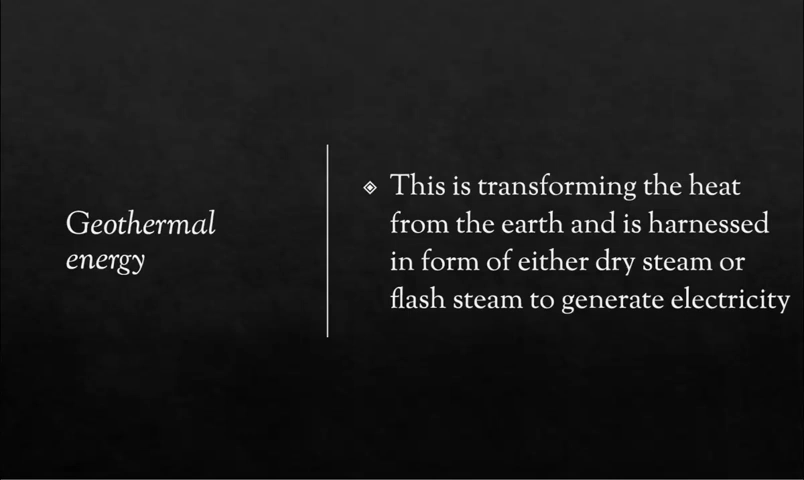 Geothermal
energy
This is transforming the heat
from the earth and is harnessed
in form of either dry steam or
flash steam to generate electricity